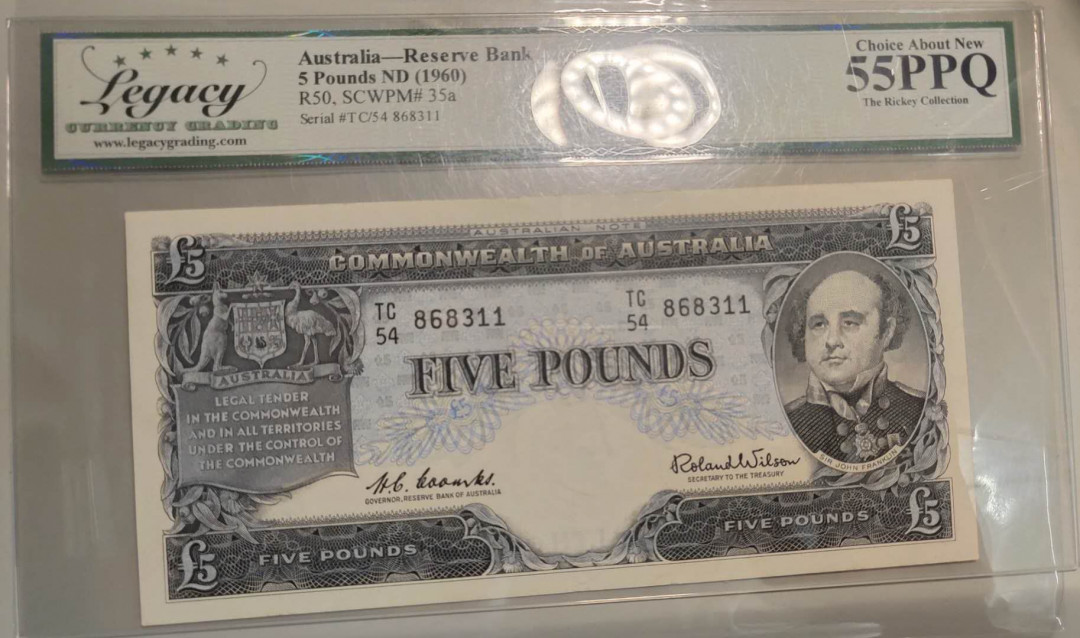 Legacy
CURRENCY GRADING
www.legacygrading.com
Australia—Reserve Bank
5 Pounds ND (1960)
R50, SCWPM# 35a
Serial #TC/54 868311
Choice About New
55PPQ
The Rickey Collection
AUSTRALIAN NOTE
£5
£5
COMMONWEALTH OF AUSTRALIA
TC
54
868311
TC
54
868311
FIVE POUNDS
AUSTRALIA
LEGAL TENDER
IN THE COMMONWEALTH
AND IN ALL TERRITORIES
UNDER THE CONTROL OF
THE COMMONWEALTH
£5
£5
H.C. Coombs.
GOVERNOR, RESERVE BANK OF AUSTRALIA
Roland Wilson
SECRETARY TO THE TREASURY
SIR JOHN FRANKLIN
£5
FIVE POUNDS
FIVE POUNDS
£5